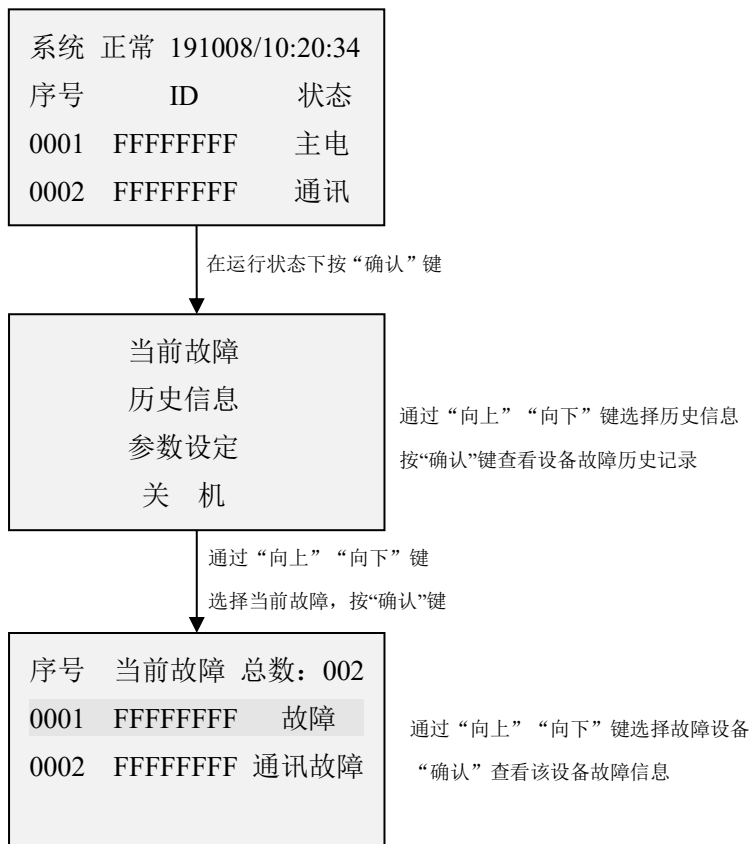 系统 正常 191008/10:20:34
序号 ID 状态
0001 FFFFFFFF 主电
0002 FFFFFFFF 通讯
在运行状态下按“确认”键
当前故障
历史信息
参数设定
关 机
通过“向上”“向下”键选择历史信息
按“确认”键查看设备故障历史记录
通过“向上”“向下”键
选择当前故障，按“确认”键
序号 当前故障 总数：002
0001 FFFFFFFF 故障
0002 FFFFFFFF 通讯故障
通过“向上”“向下”键选择故障设备
“确认”查看该设备故障信息